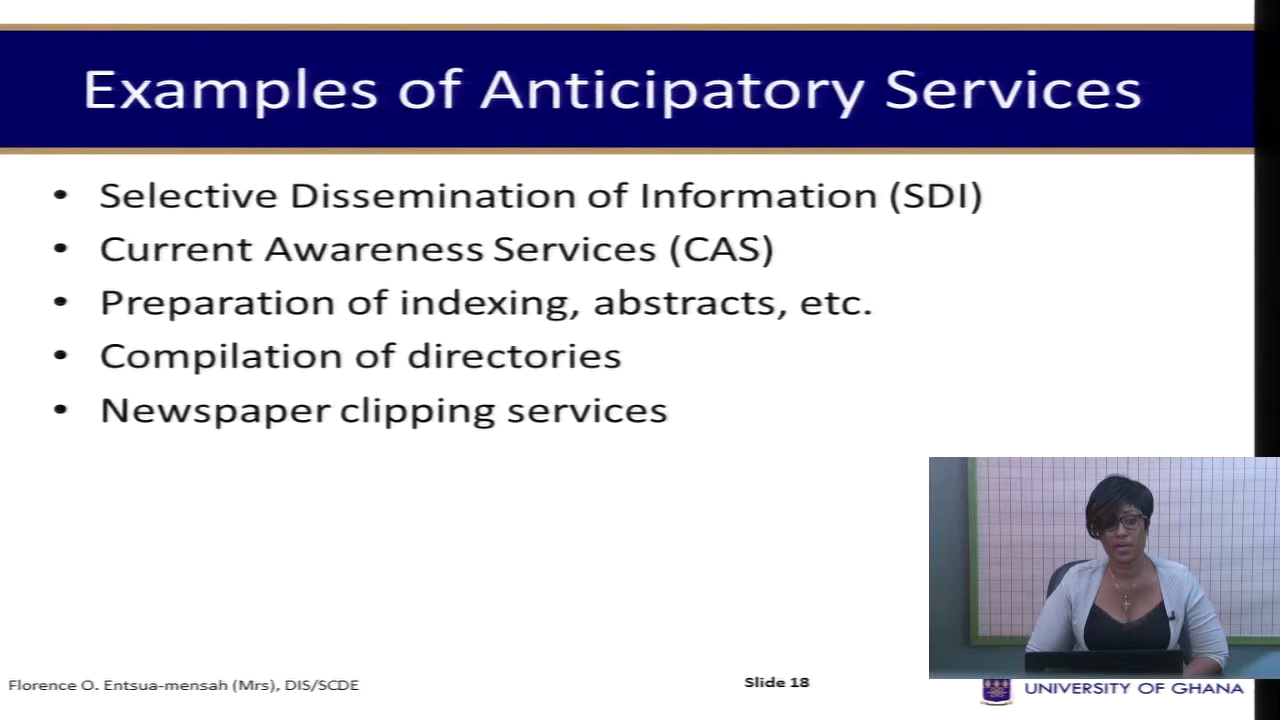 Examples of Anticipatory Services
• Selective Dissemination of Information (SDI)
• Current Awareness Services (CAS)
• Preparation of indexing, abstracts, etc.
• Compilation of directories
• Newspaper clipping services
Florence O. Entsua-mensah (Mrs), DIS/SCDE
Slide 18
UNIVERSITY OF GHANA